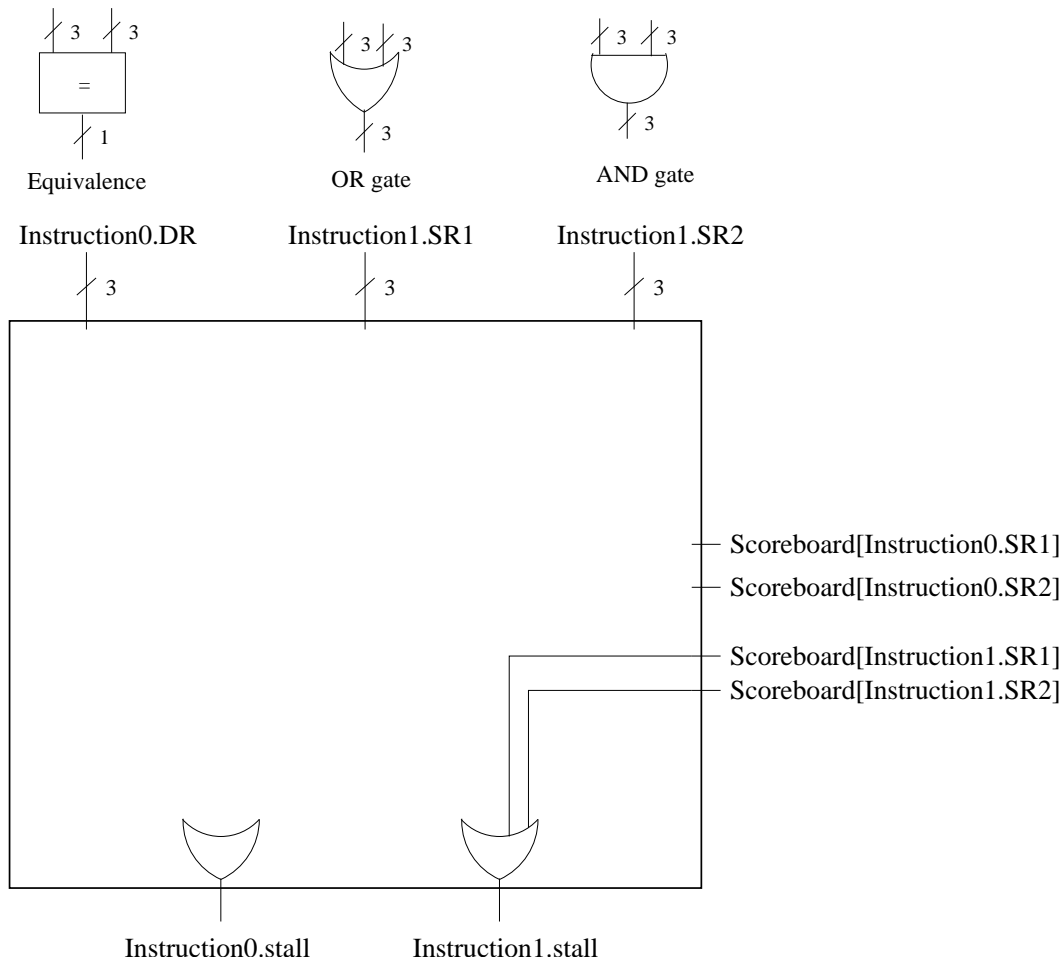 3 3 3 3 3 3
=
1 3 3
Equivalence OR gate AND gate
Instruction0.DR Instruction1.SR1 Instruction1.SR2
3 3 3
Scoreboard[Instruction0.SR1]
Scoreboard[Instruction0.SR2]
Scoreboard[Instruction1.SR1]
Scoreboard[Instruction1.SR2]
Instruction0.stall Instruction1.stall